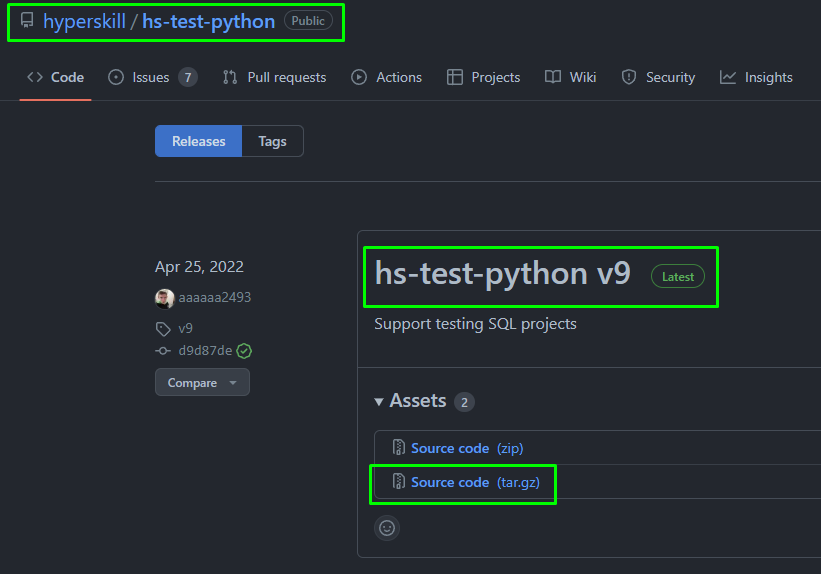 hyperskill / hs-test-python Public
Code Issues 7 Pull requests Actions Projects Wiki Security Insights
Releases Tags
Apr 25, 2022
aaaaaa2493
v9
d9d87de
Compare
hs-test-python v9 Latest
Support testing SQL projects
Assets 2
Source code (zip)
Source code (tar.gz)